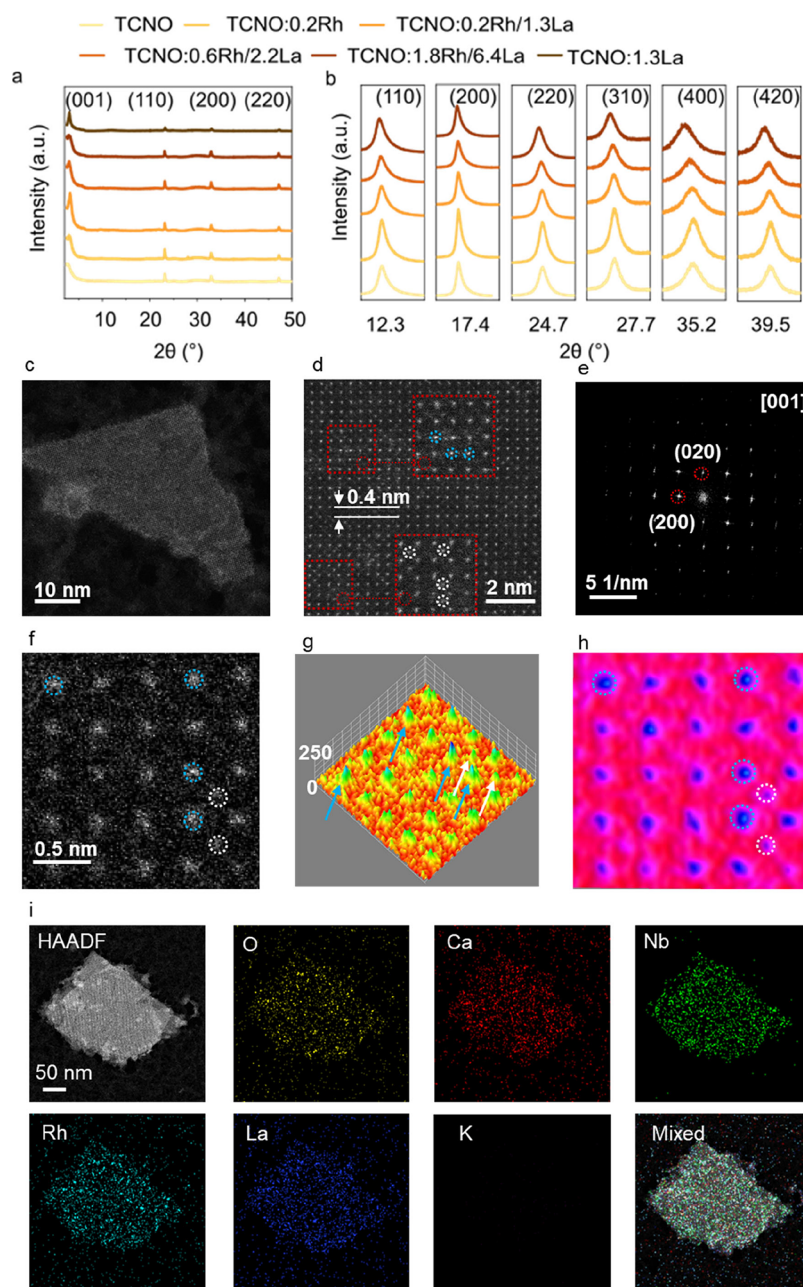 TCNO TCNO:0.2Rh TCNO:0.2Rh/1.3La
TCNO:0.6Rh/2.2La TCNO:1.8Rh/6.4La TCNO:1.3La
a
(001) (110) (200) (220)
Intensity (a.u.)
10 20 30 40 50
2θ (°)
b
(110) (200) (220) (310) (400) (420)
Intensity (a.u.)
12.3 17.4 24.7 27.7 35.2 39.5
2θ (°)
c
10 nm
d
0.4 nm
2 nm
e
[001]
(020)
(200)
5 1/nm
f
0.5 nm
g
250
0
h
i
HAADF O Ca Nb
50 nm
Rh La K Mixed